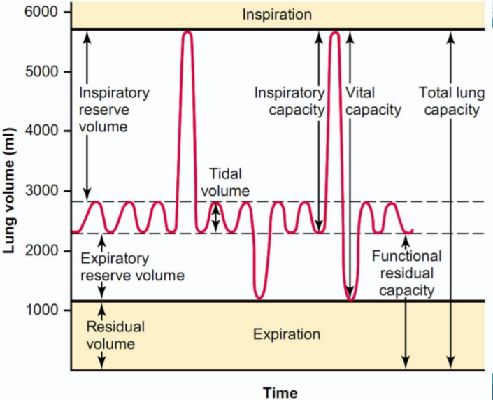 6000
Inspiration
5000
Inspiratory
reserve
volume
Inspiratory
capacity
Vital
capacity
Total lung
capacity
4000
Lung volume (ml)
Tidal
volume
3000
2000
Expiratory
reserve volume
Functional
residual
capacity
1000
Residual
volume
Expiration
Time